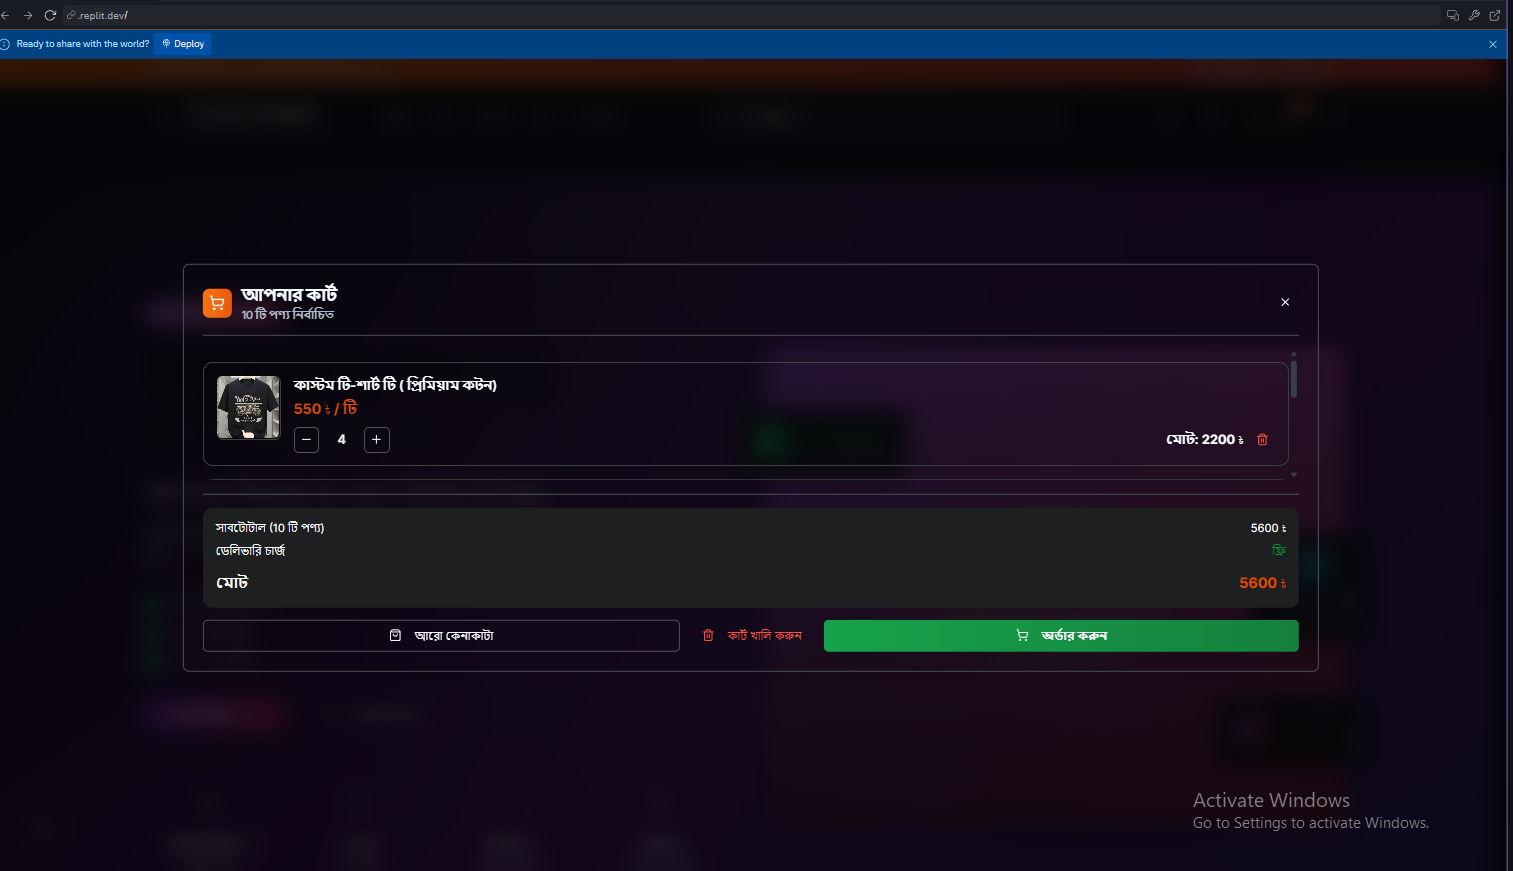 .replit.dev/
Ready to share with the world? Deploy
আপনার কার্ট
10 টি পণ্য নির্বাচিত
কাস্টম টি-শার্ট টি ( প্রিমিয়াম কটন)
550 ৳ / টি
4
মোট: 2200 ৳
সাবটোটাল (10 টি পণ্য)
5600 ৳
ডেলিভারি চার্জ
ফ্রি
মোট
5600 ৳
আরো কেনাকাটা
কার্ট খালি করুন
অর্ডার করুন
Activate Windows
Go to Settings to activate Windows.